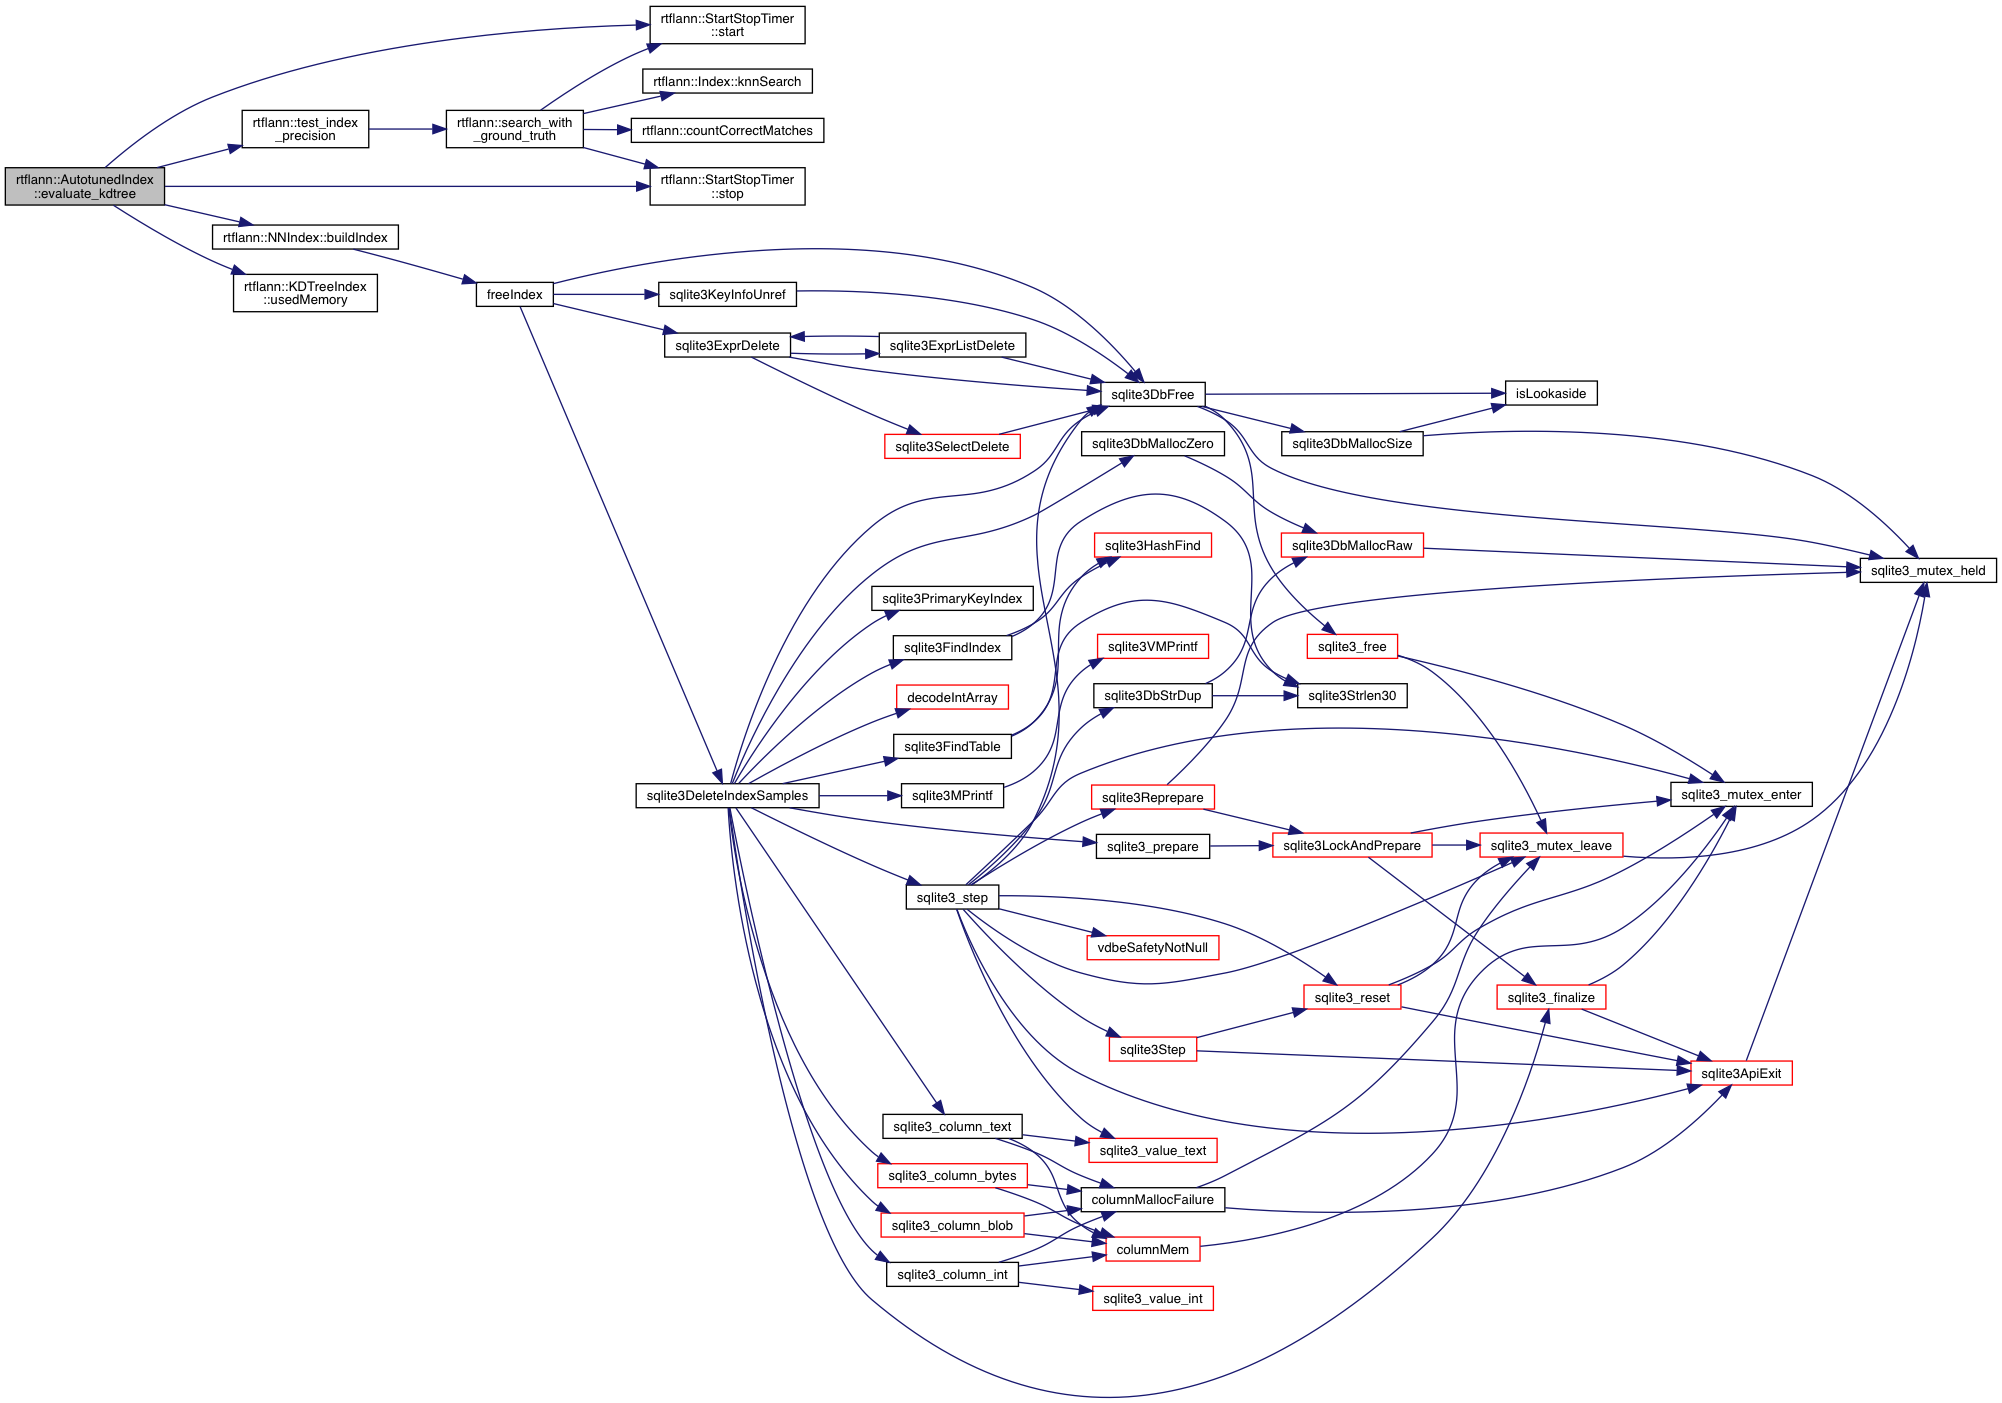 rtflann::StartStopTimer
::start
rtflann::Index::knnSearch
rtflann::test_index
_precision
rtflann::search_with
_ground_truth
rtflann::countCorrectMatches
rtflann::AutotunedIndex
::evaluate_kdtree
rtflann::StartStopTimer
::stop
rtflann::NNIndex::buildIndex
rtflann::KDTreeIndex
::usedMemory
freeIndex
sqlite3KeyInfoUnref
sqlite3ExprDelete
sqlite3ExprListDelete
sqlite3DbFree
isLookaside
sqlite3SelectDelete
sqlite3DbMallocZero
sqlite3DbMallocSize
sqlite3HashFind
sqlite3DbMallocRaw
sqlite3_mutex_held
sqlite3PrimaryKeyIndex
sqlite3FindIndex
sqlite3VMPrintf
sqlite3_free
decodeIntArray
sqlite3DbStrDup
sqlite3Strlen30
sqlite3FindTable
sqlite3DeleteIndexSamples
sqlite3MPrintf
sqlite3Reprepare
sqlite3_mutex_enter
sqlite3_prepare
sqlite3LockAndPrepare
sqlite3_mutex_leave
sqlite3_step
vdbeSafetyNotNull
sqlite3_reset
sqlite3_finalize
sqlite3Step
sqlite3ApiExit
sqlite3_column_text
sqlite3_value_text
sqlite3_column_bytes
columnMallocFailure
sqlite3_column_blob
columnMem
sqlite3_column_int
sqlite3_value_int